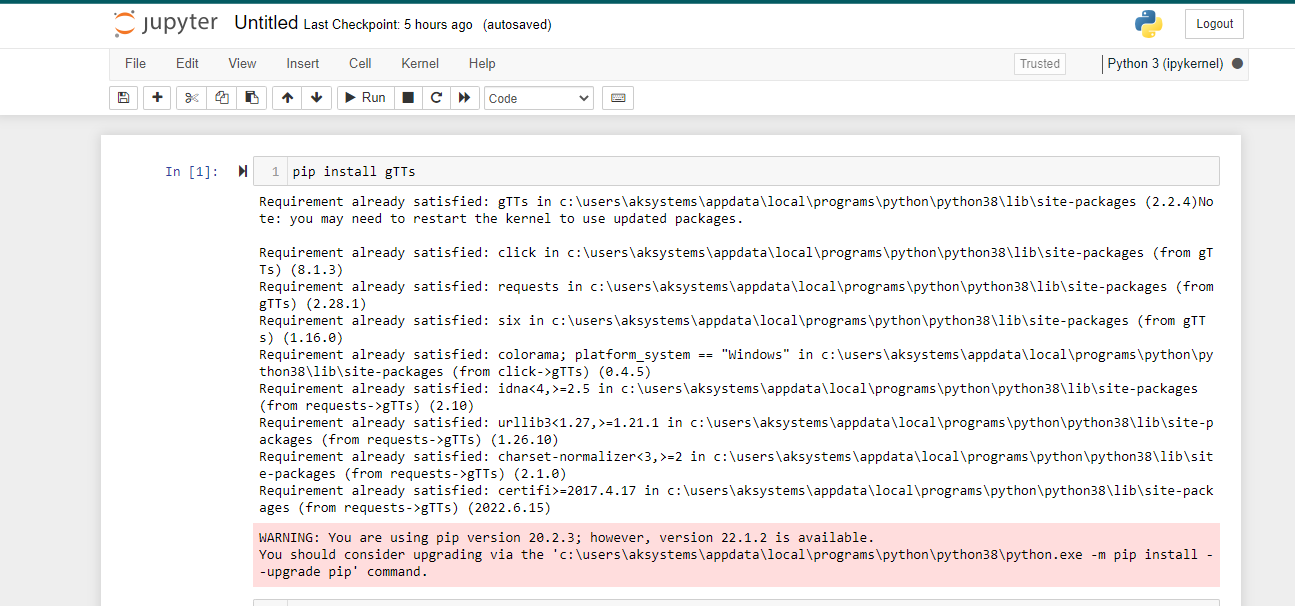 jupyter Untitled Last Checkpoint: 5 hours ago (autosaved) Logout
File Edit View Insert Cell Kernel Help Trusted Python 3 (ipykernel)
Run Code
In [1]: 1 pip install gTTs
Requirement already satisfied: gTTs in c:\users\aksystems\appdata\local\programs\python\python38\lib\site-packages (2.2.4)No
te: you may need to restart the kernel to use updated packages.
Requirement already satisfied: click in c:\users\aksystems\appdata\local\programs\python\python38\lib\site-packages (from gT
Ts) (8.1.3)
Requirement already satisfied: requests in c:\users\aksystems\appdata\local\programs\python\python38\lib\site-packages (from
gTTs) (2.28.1)
Requirement already satisfied: six in c:\users\aksystems\appdata\local\programs\python\python38\lib\site-packages (from gTT
s) (1.16.0)
Requirement already satisfied: colorama; platform_system == "Windows" in c:\users\aksystems\appdata\local\programs\python\py
thon38\lib\site-packages (from click->gTTs) (0.4.5)
Requirement already satisfied: idna<4,>=2.5 in c:\users\aksystems\appdata\local\programs\python\python38\lib\site-packages
(from requests->gTTs) (2.10)
Requirement already satisfied: urllib3<1.27,>=1.21.1 in c:\users\aksystems\appdata\local\programs\python\python38\lib\site-p
ackages (from requests->gTTs) (1.26.10)
Requirement already satisfied: charset-normalizer<3,>=2 in c:\users\aksystems\appdata\local\programs\python\python38\lib\sit
e-packages (from requests->gTTs) (2.1.0)
Requirement already satisfied: certifi>=2017.4.17 in c:\users\aksystems\appdata\local\programs\python\python38\lib\site-pack
ages (from requests->gTTs) (2022.6.15)
WARNING: You are using pip version 20.2.3; however, version 22.1.2 is available.
You should consider upgrading via the 'c:\users\aksystems\appdata\local\programs\python\python38\python.exe -m pip install -
-upgrade pip' command.